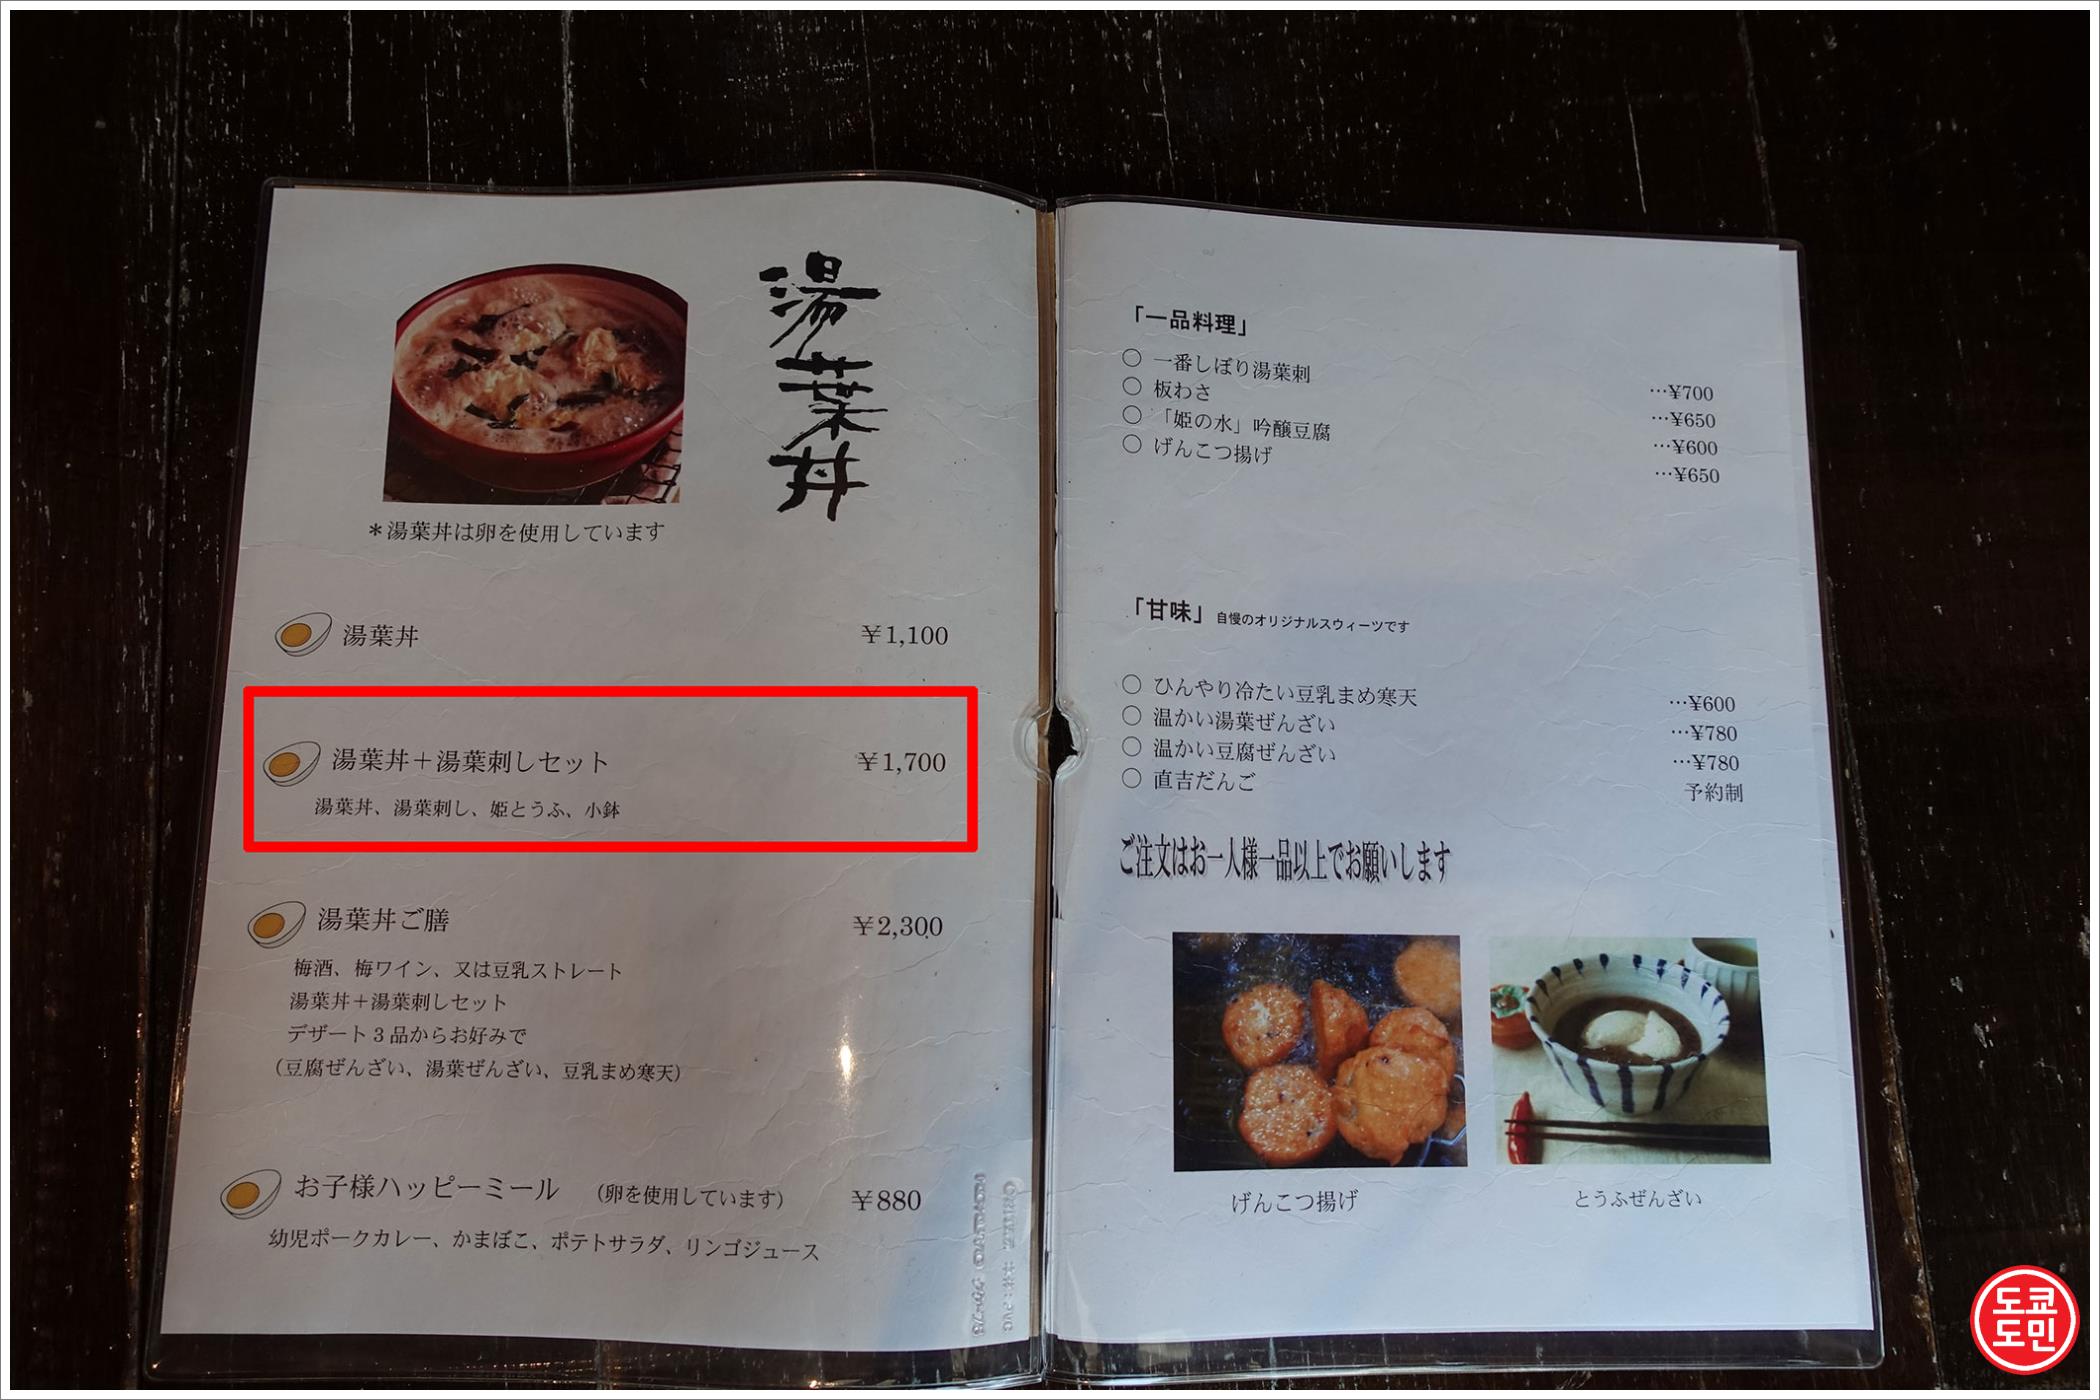 湯葉丼
＊湯葉丼は卵を使用しています
湯葉丼 ￥1,100
湯葉丼＋湯葉刺しセット ￥1,700
湯葉丼、湯葉刺し、姫とうふ、小鉢
湯葉丼ご膳 ￥2,300
梅酒、梅ワイン、又は豆乳ストレート
湯葉丼＋湯葉刺しセット
デザート3品からお好みで
（豆腐ぜんざい、湯葉ぜんざい、豆乳まめ寒天）
お子様ハッピーミール （卵を使用しています） ￥880
幼児ポークカレー、かまぼこ、ポテトサラダ、リンゴジュース
「一品料理」
○ 一番しぼり湯葉刺 …¥700
○ 板わさ …¥650
○ 「姫の水」吟醸豆腐 …¥600
○ げんこつ揚げ …¥650
「甘味」 自慢のオリジナルスウィーツです
○ ひんやり冷たい豆乳まめ寒天 …¥600
○ 温かい湯葉ぜんざい …¥780
○ 温かい豆腐ぜんざい …¥780
○ 直吉だんご 予約制
ご注文はお一人様一品以上でお願いします
げんこつ揚げ
とうふぜんざい
도쿄
도민